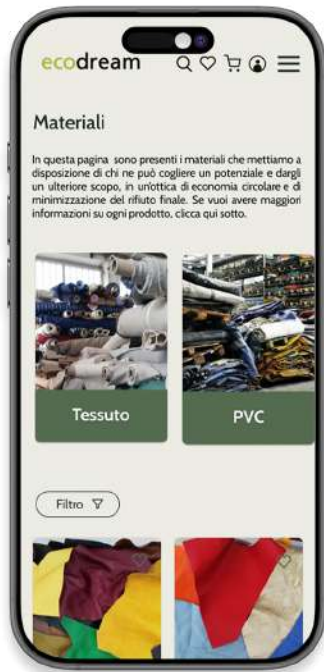 ecodream
Materiali
In questa pagina sono presenti i materiali che mettiamo a
disposizione di chi ne può cogliere un potenziale e dargli
un ulteriore scopo, in un'ottica di economia circolare e di
minimizzazione del rifiuto finale. Se vuoi avere maggiori
informazioni su ogni prodotto, clicca qui sotto.
Tessuto
PVC
Filtro